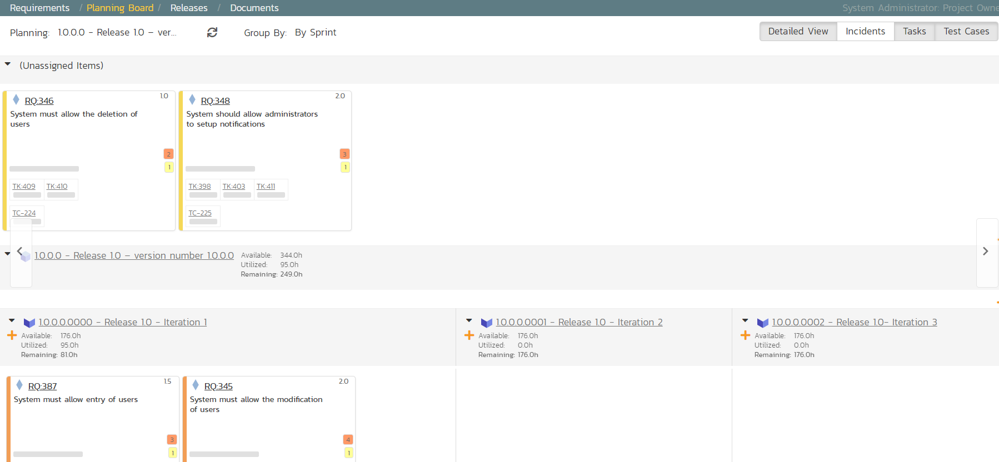 Requirements / Planning Board / Releases / Documents
System Administrator: Project Owne
Planning: 1.0.0.0 - Release 1.0 – ver... Group By: By Sprint
Detailed View Incidents Tasks Test Cases
(Unassigned Items)
RQ:346 1.0
System must allow the deletion of
users
2
1
TK:409 TK:410
TC-224
RQ:348 2.0
System should allow administrators
to setup notifications
3
1
TK:398 TK:403 TK:411
TC-225
1.0.0.0 - Release 1.0 – version number 1.0.0.0
Available: 344.0h
Utilized: 95.0h
Remaining: 249.0h
1.0.0.0.0000 - Release 1.0 - Iteration 1
Available: 176.0h
Utilized: 95.0h
Remaining: 81.0h
1.0.0.0.0001 - Release 1.0 - Iteration 2
Available: 176.0h
Utilized: 0.0h
Remaining: 176.0h
1.0.0.0.0002 - Release 1.0- Iteration 3
Available: 176.0h
Utilized: 0.0h
Remaining: 176.0h
RQ:387 1.5
System must allow entry of users
3
1
RQ:345 2.0
System must allow the modification
of users
4
1